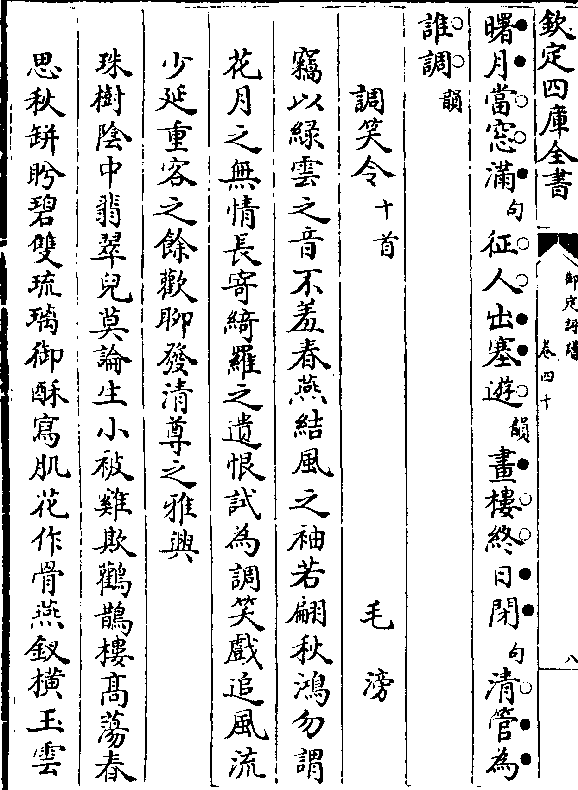 欽定四庫全書
御定詞譜
卷四十
八
曙月當窓滿句征人出塞遊韻畫樓終日閉句清管為
誰調韻
調笑令十首 毛滂
竊以綠雲之音不羞春燕結風之袖若翩秋鴻勿謂
花月之無情長寄綺羅之遺恨試為調笑戲追風流
少延重客之餘歡聊發清尊之雅興
珠樹陰中翡翠兒莫論生小被雞欺鸛鵲樓髙蕩春
思秋缾盻碧雙琉璃御酥寫肌花作骨燕釵橫玉雲